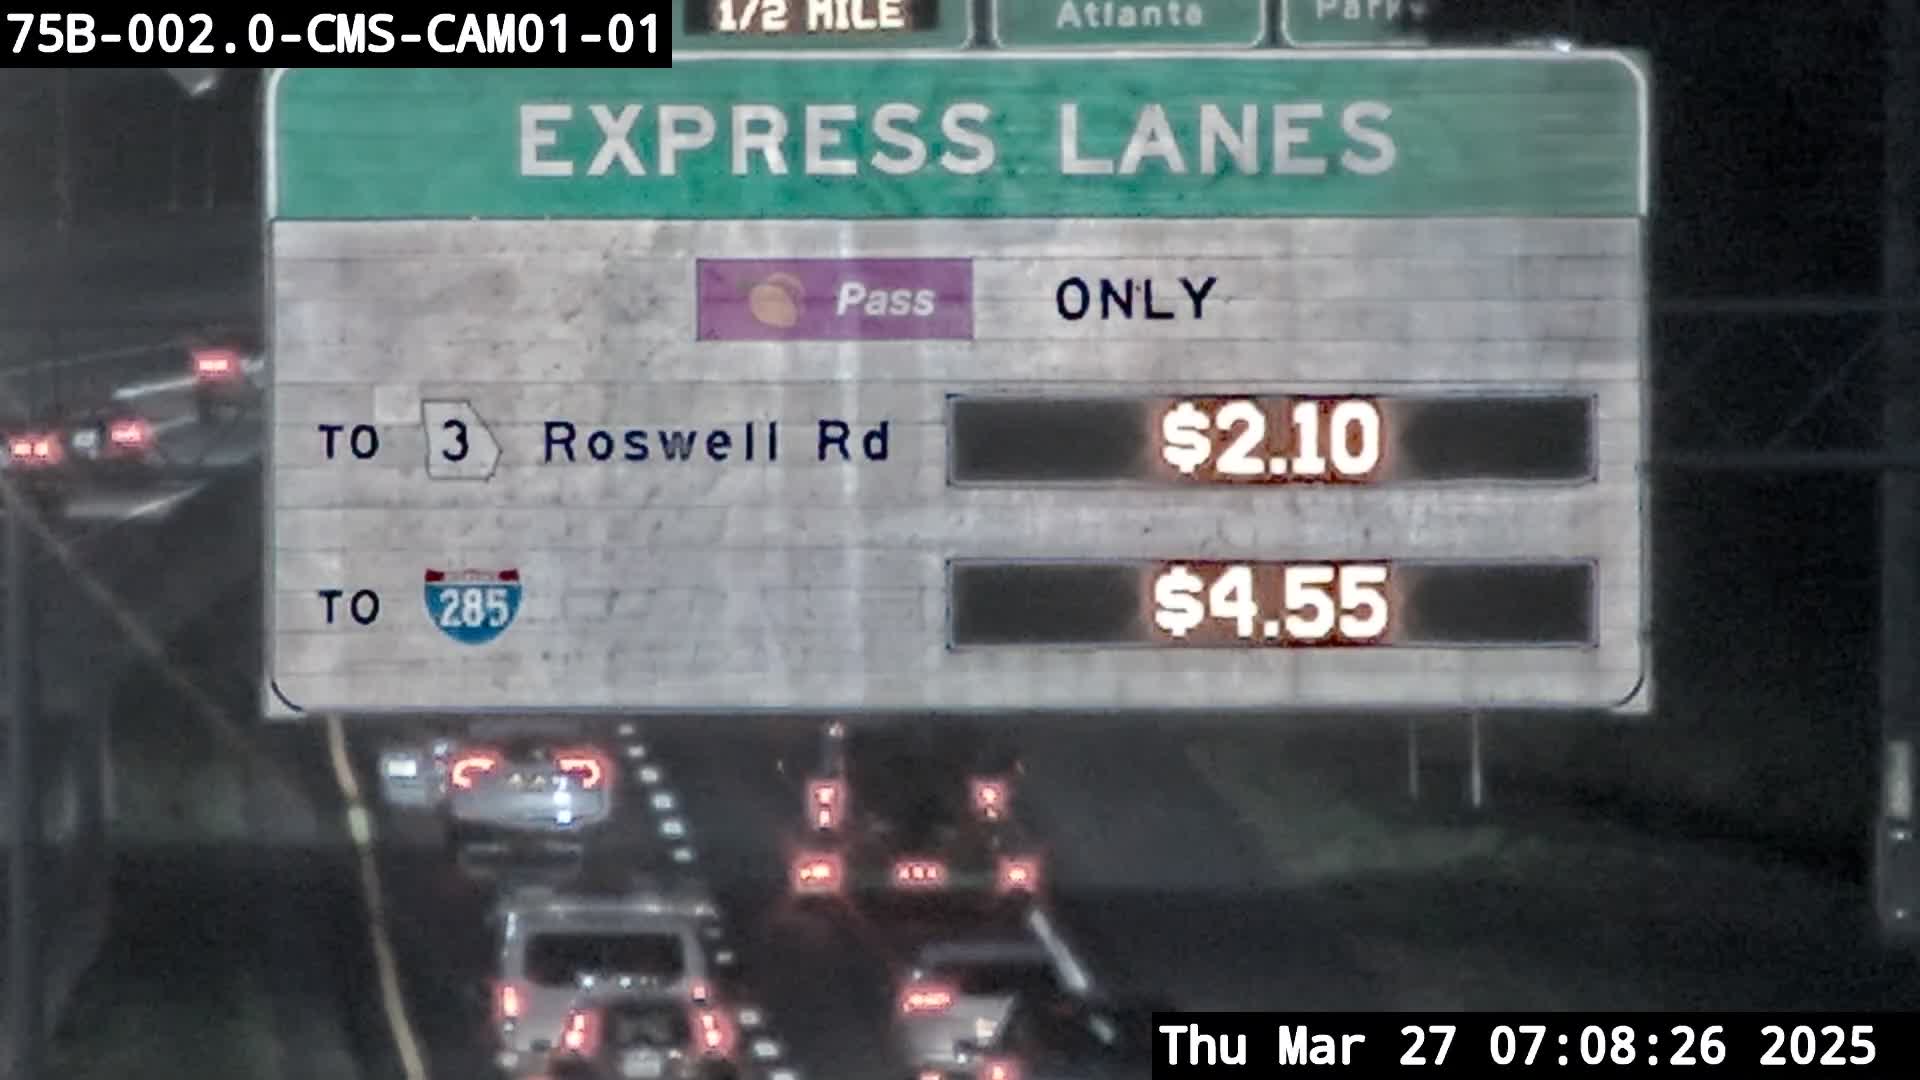 75B-002.0-CMS-CAM01-01
1/2 MILE
Atlanta
EXPRESS LANES
Pass ONLY
TO 3 Roswell Rd $2.10
TO 285 $4.55
Thu Mar 27 07:08:26 2025